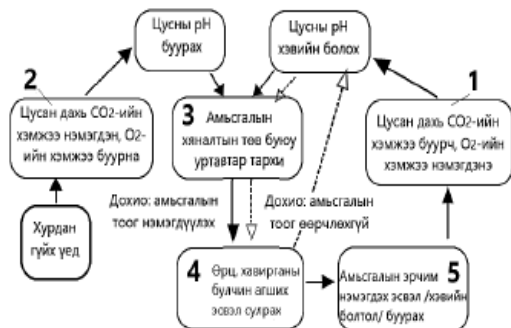 Цусны pH
буурах
Цусны pH
хэвийн болох
2
Цусан дахь CO2-ийн
хэмжээ нэмэгдэн, O2-
ийн хэмжээ буурна
3 Амьсгалын
хяналтын төв буюу
уртавтар тархи
1
Цусан дахь CO2-ийн
хэмжээ буурч, O2-ийн
хэмжээ нэмэгдэнэ
Хурдан
гүйх үед
Дохио: амьсгалын
тоог нэмэгдүүлэх
Дохио: амьсгалын
тоог өөрчлөхгүй
4 Өрц, хавирганы
булчин агших
эсвэл сулрах
Амьсгалын эрчим 5
нэмэгдэх эсвэл /хэвийн
болтол/ буурах